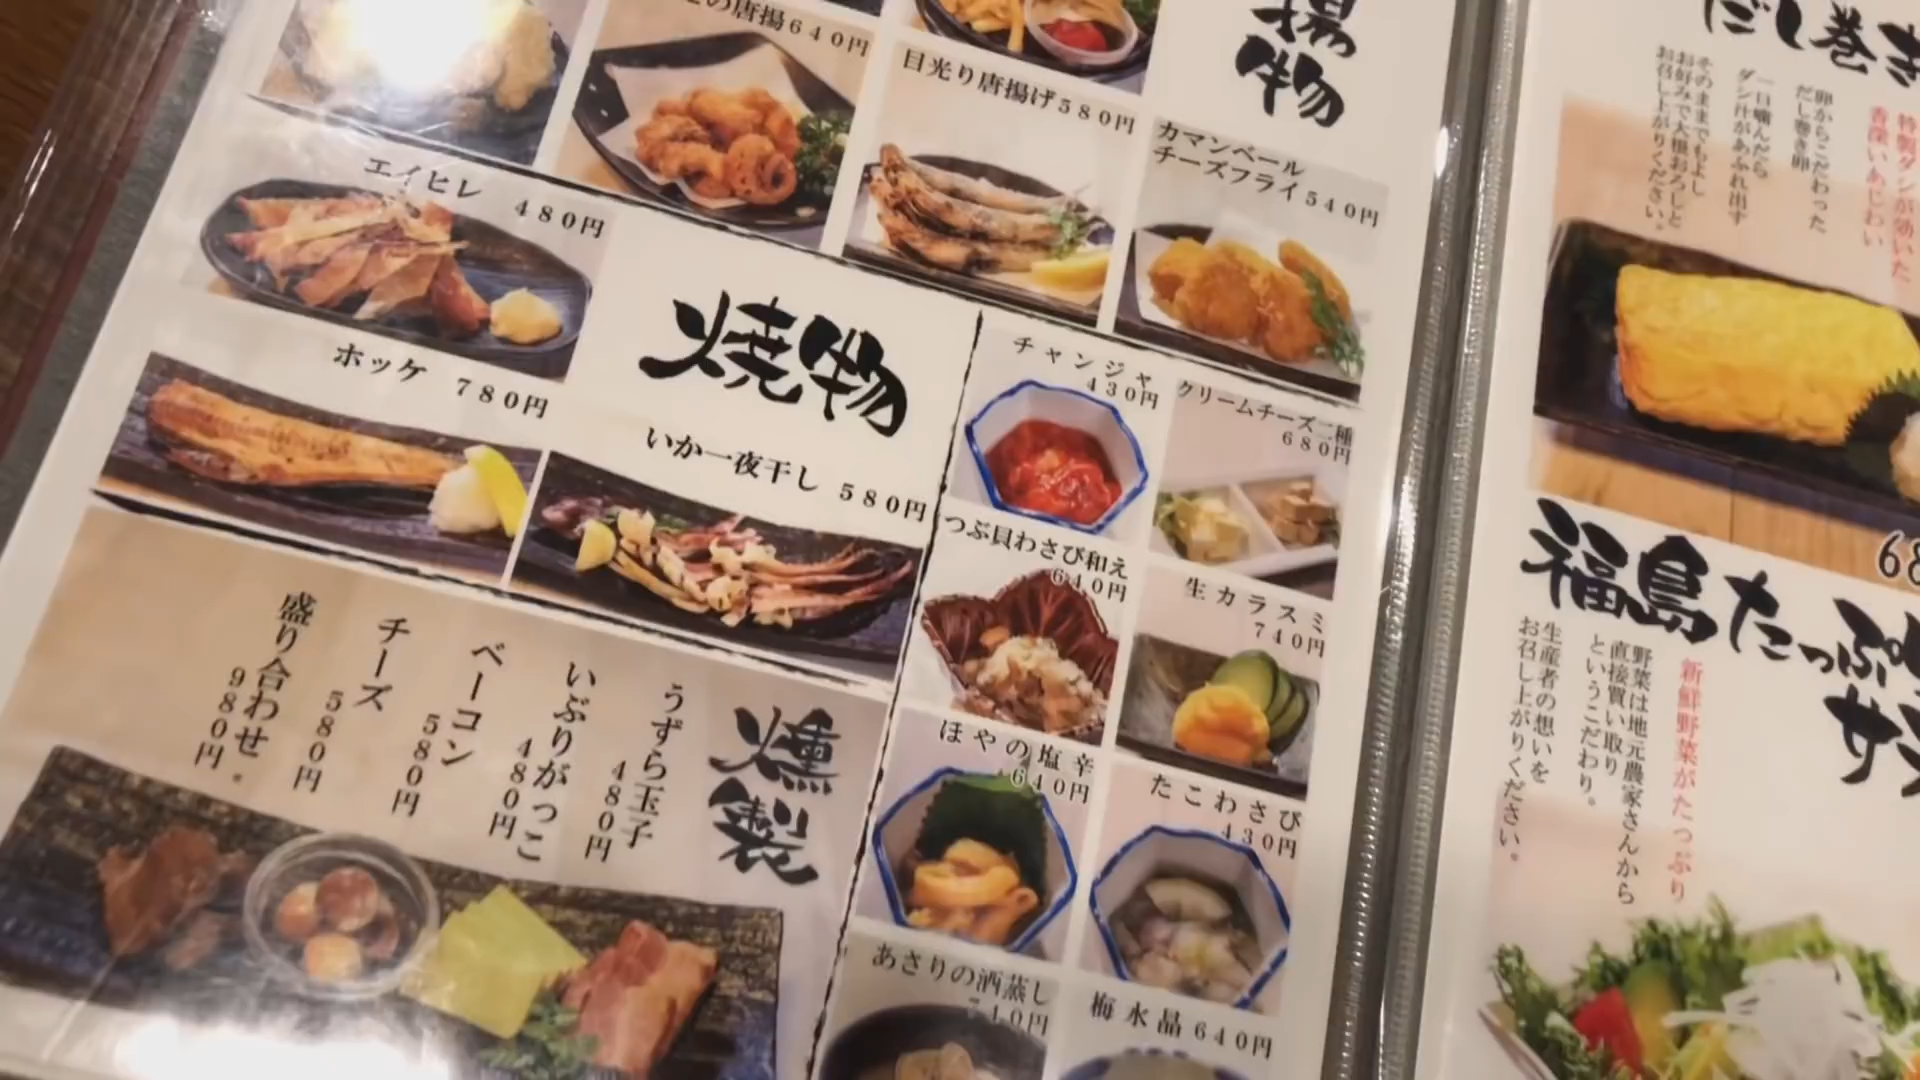 揚物
の唐揚640円
目光り唐揚げ580円
カマンベール
チーズフライ540円
エイヒレ
480円
ホッケ 780円
焼物
いか一夜干し 580円
チャンジャ
430円
クリームチーズ二種
680円
つぶ貝わさび和え
640円
生カラスミ
740円
ほやの塩辛
640円
たこわさび
430円
あさりの酒蒸し
740円
梅水晶640円
燻製
うずら玉子
480円
いぶりがっこ
480円
ベーコン
580円
チーズ
580円
盛り合わせ。
980円
だし巻き
特製ダシが効いた
香深いあじわい
卵からこだわった
だし巻き卵
一口噛んだら
ダシ汁があふれ出す
そのままでもよし
お好みで大根おろしと
お召し上がりください。
68
福島たっぷり
サラ
新鮮野菜がたっぷり
野菜は地元農家さんから
直接買い取り
というこだわり。
生産者の想いを
お召し上がりください。